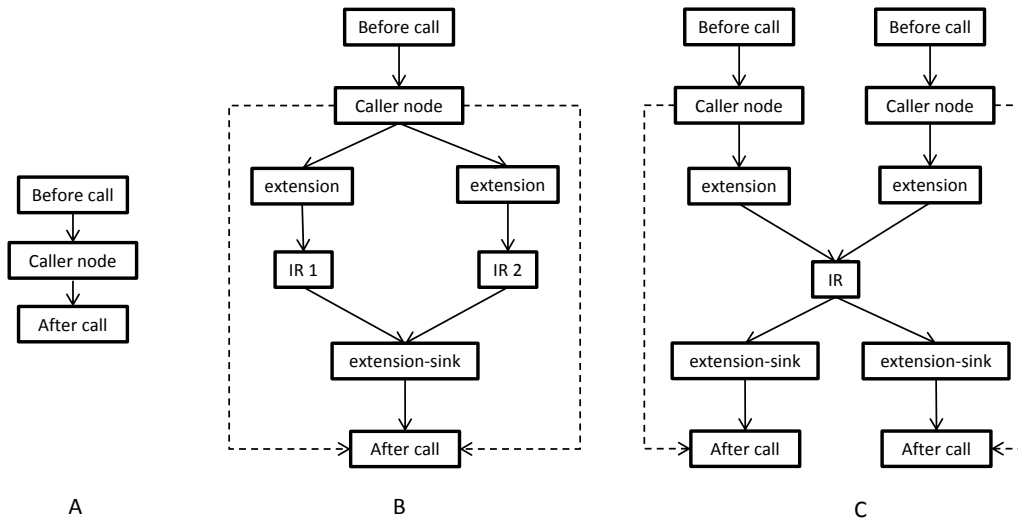 Before call
Caller node
After call
A
Before call
Caller node
extension
extension
IR 1
IR 2
extension-sink
After call
B
Before call
Before call
Caller node
Caller node
extension
extension
IR
extension-sink
extension-sink
After call
After call
C